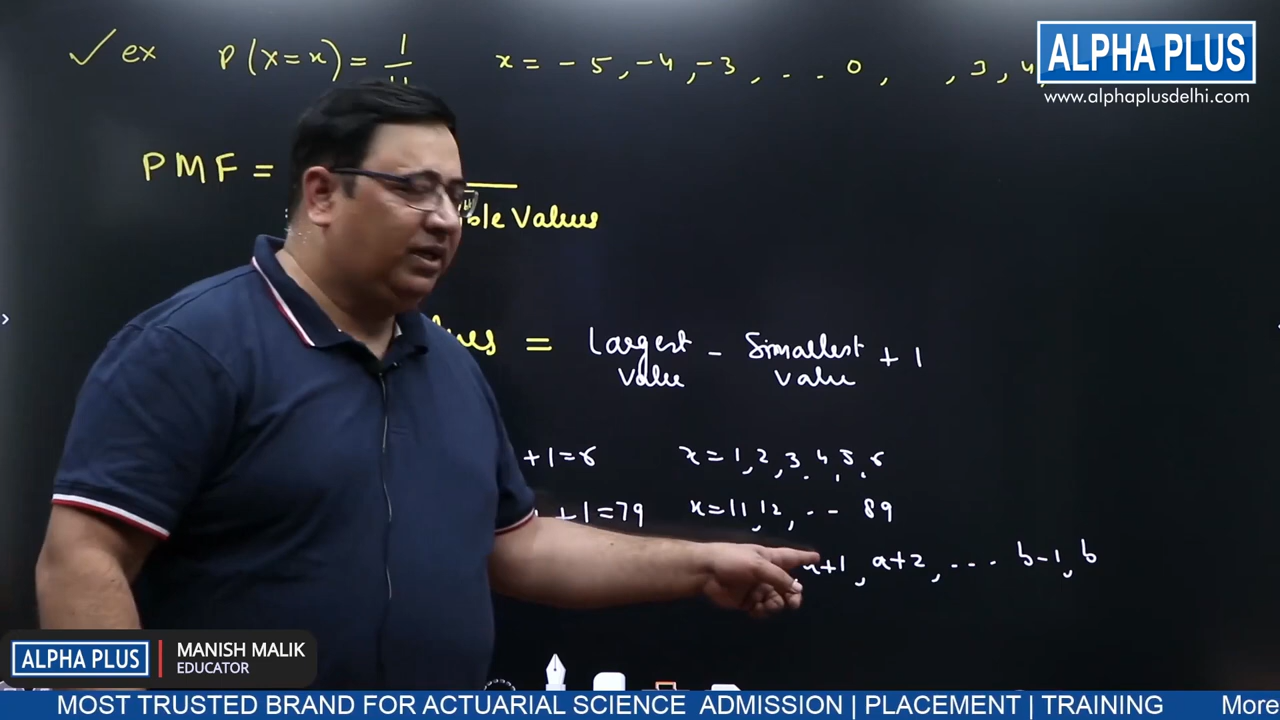 ✓ ex P(X=x) = 1/11 x = -5, -4, -3, ... 0, , 3, 4,
ALPHA PLUS
www.alphaplusdelhi.com
PMF =
ble Values
ues = Largest Value - Smallest Value + 1
+1=6 x=1,2,3,4,5,6
+1=79 x=11,12, ... 89
a+1, a+2, ... b-1, b
ALPHA PLUS
MANISH MALIK
EDUCATOR
MOST TRUSTED BRAND FOR ACTUARIAL SCIENCE ADMISSION | PLACEMENT | TRAINING More